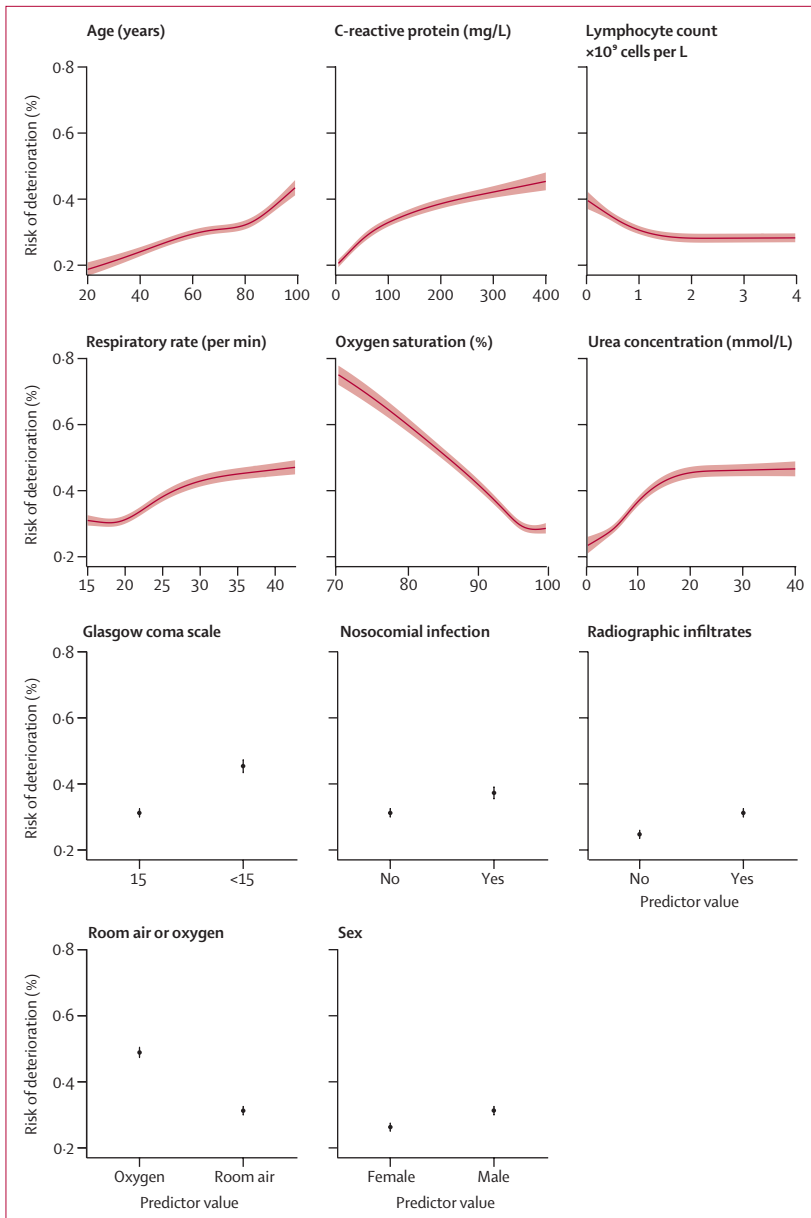 Age (years)
C-reactive protein (mg/L)
Lymphocyte count
×10⁹ cells per L
Risk of deterioration (%)
0·8
0·6
0·4
0·2
20 40 60 80 100
0 100 200 300 400
0 1 2 3 4
Respiratory rate (per min)
Oxygen saturation (%)
Urea concentration (mmol/L)
Risk of deterioration (%)
0·8
0·6
0·4
0·2
15 20 25 30 35 40
70 80 90 100
0 10 20 30 40
Glasgow coma scale
Nosocomial infection
Radiographic infiltrates
Risk of deterioration (%)
0·8
0·6
0·4
0·2
15 <15
No Yes
No Yes
Predictor value
Room air or oxygen
Sex
Risk of deterioration (%)
0·8
0·6
0·4
0·2
Oxygen Room air
Female Male
Predictor value
Predictor value